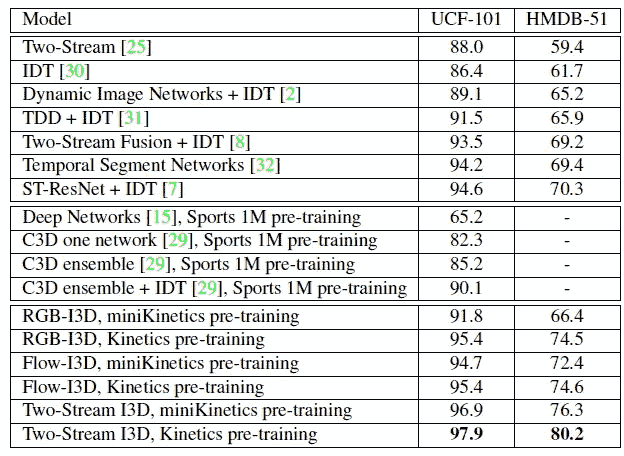 Model UCF-101 HMDB-51
Two-Stream [25] 88.0 59.4
IDT [30] 86.4 61.7
Dynamic Image Networks + IDT [2] 89.1 65.2
TDD + IDT [31] 91.5 65.9
Two-Stream Fusion + IDT [8] 93.5 69.2
Temporal Segment Networks [32] 94.2 69.4
ST-ResNet + IDT [7] 94.6 70.3
Deep Networks [15], Sports 1M pre-training 65.2 -
C3D one network [29], Sports 1M pre-training 82.3 -
C3D ensemble [29], Sports 1M pre-training 85.2 -
C3D ensemble + IDT [29], Sports 1M pre-training 90.1 -
RGB-I3D, miniKinetics pre-training 91.8 66.4
RGB-I3D, Kinetics pre-training 95.4 74.5
Flow-I3D, miniKinetics pre-training 94.7 72.4
Flow-I3D, Kinetics pre-training 95.4 74.6
Two-Stream I3D, miniKinetics pre-training 96.9 76.3
Two-Stream I3D, Kinetics pre-training 97.9 80.2